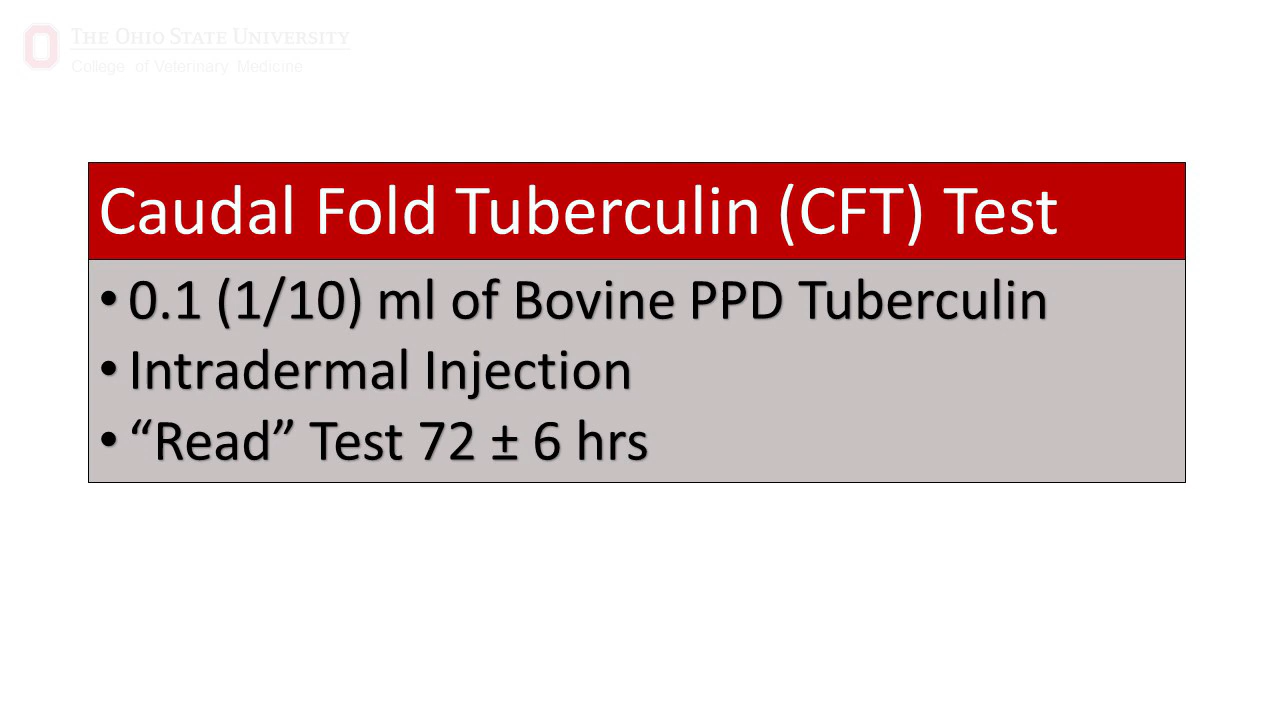 THE OHIO STATE UNIVERSITY
College of Veterinary Medicine
Caudal Fold Tuberculin (CFT) Test
• 0.1 (1/10) ml of Bovine PPD Tuberculin
• Intradermal Injection
• “Read” Test 72 ± 6 hrs